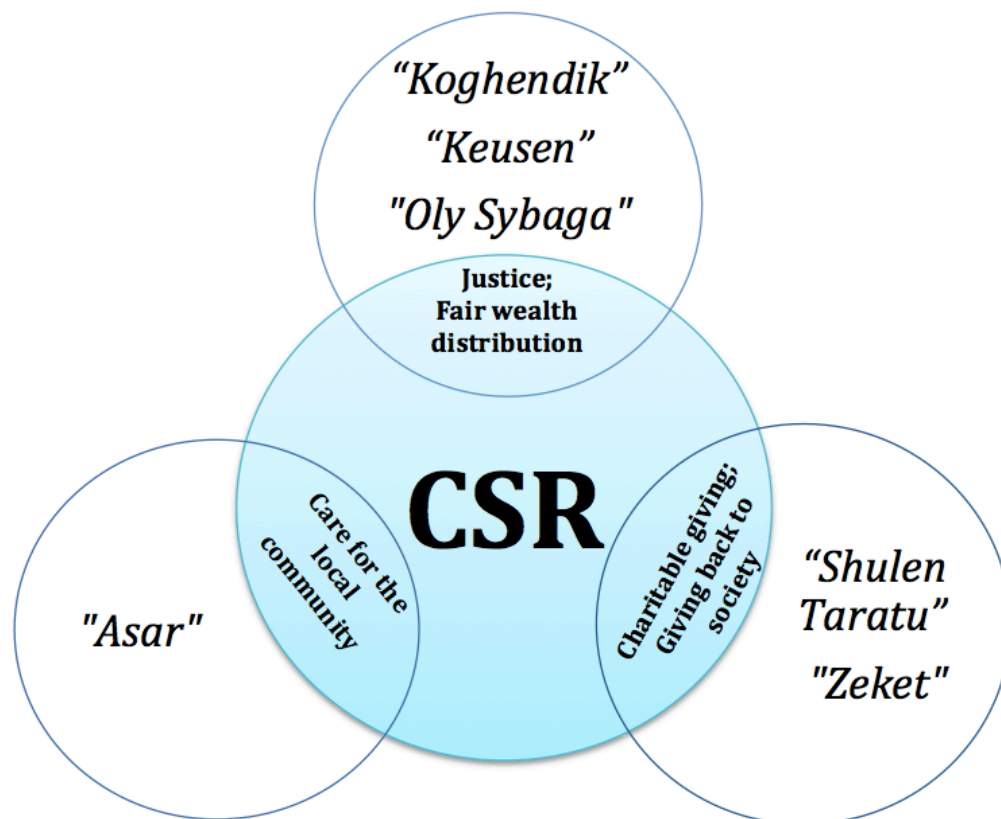 “Koghendik”
“Keusen”
"Oly Sybaga"
Justice;
Fair wealth
distribution
CSR
Care for the
local
community
"Asar"
Charitable giving;
Giving back to
society
“Shulen
Taratu”
"Zeket"